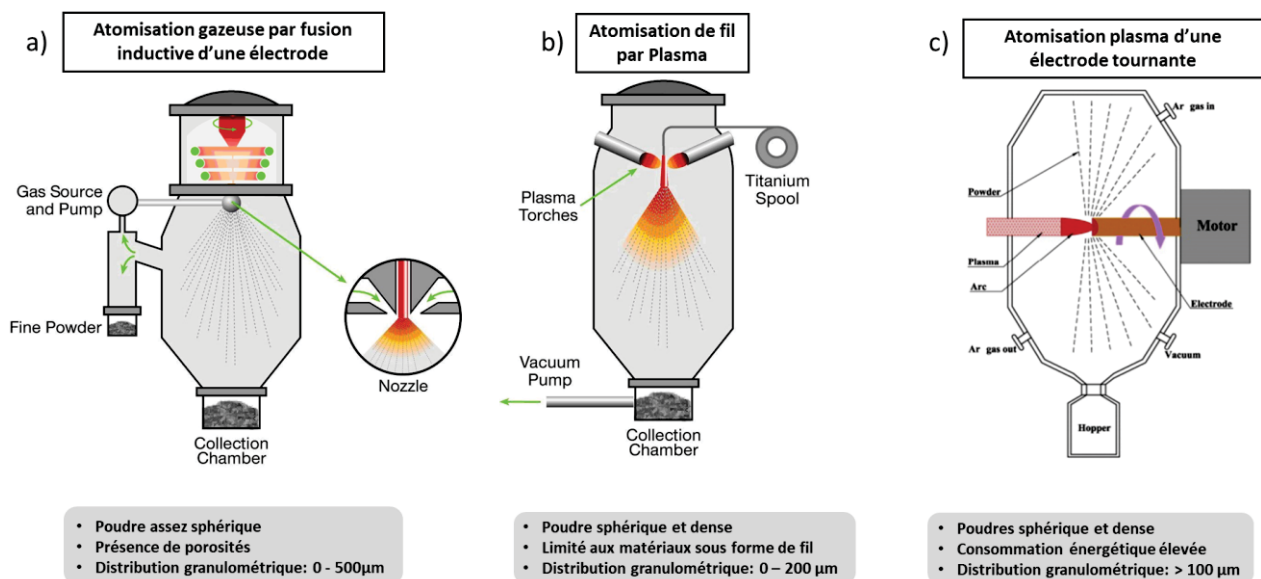 a)
Atomisation gazeuse par fusion
inductive d'une électrode
Gas Source
and Pump
Fine Powder
Nozzle
Collection
Chamber
• Poudre assez sphérique
• Présence de porosités
• Distribution granulométrique: 0 - 500µm
b)
Atomisation de fil
par Plasma
Plasma
Torches
Titanium
Spool
Vacuum
Pump
Collection
Chamber
• Poudre sphérique et dense
• Limité aux matériaux sous forme de fil
• Distribution granulométrique: 0 – 200 µm
c)
Atomisation plasma d'une
électrode tournante
Ar gas in
Powder
Motor
Plasma
Arc
Electrode
Ar gas out
Vacuum
Hopper
• Poudres sphérique et dense
• Consommation énergétique élevée
• Distribution granulométrique: > 100 µm